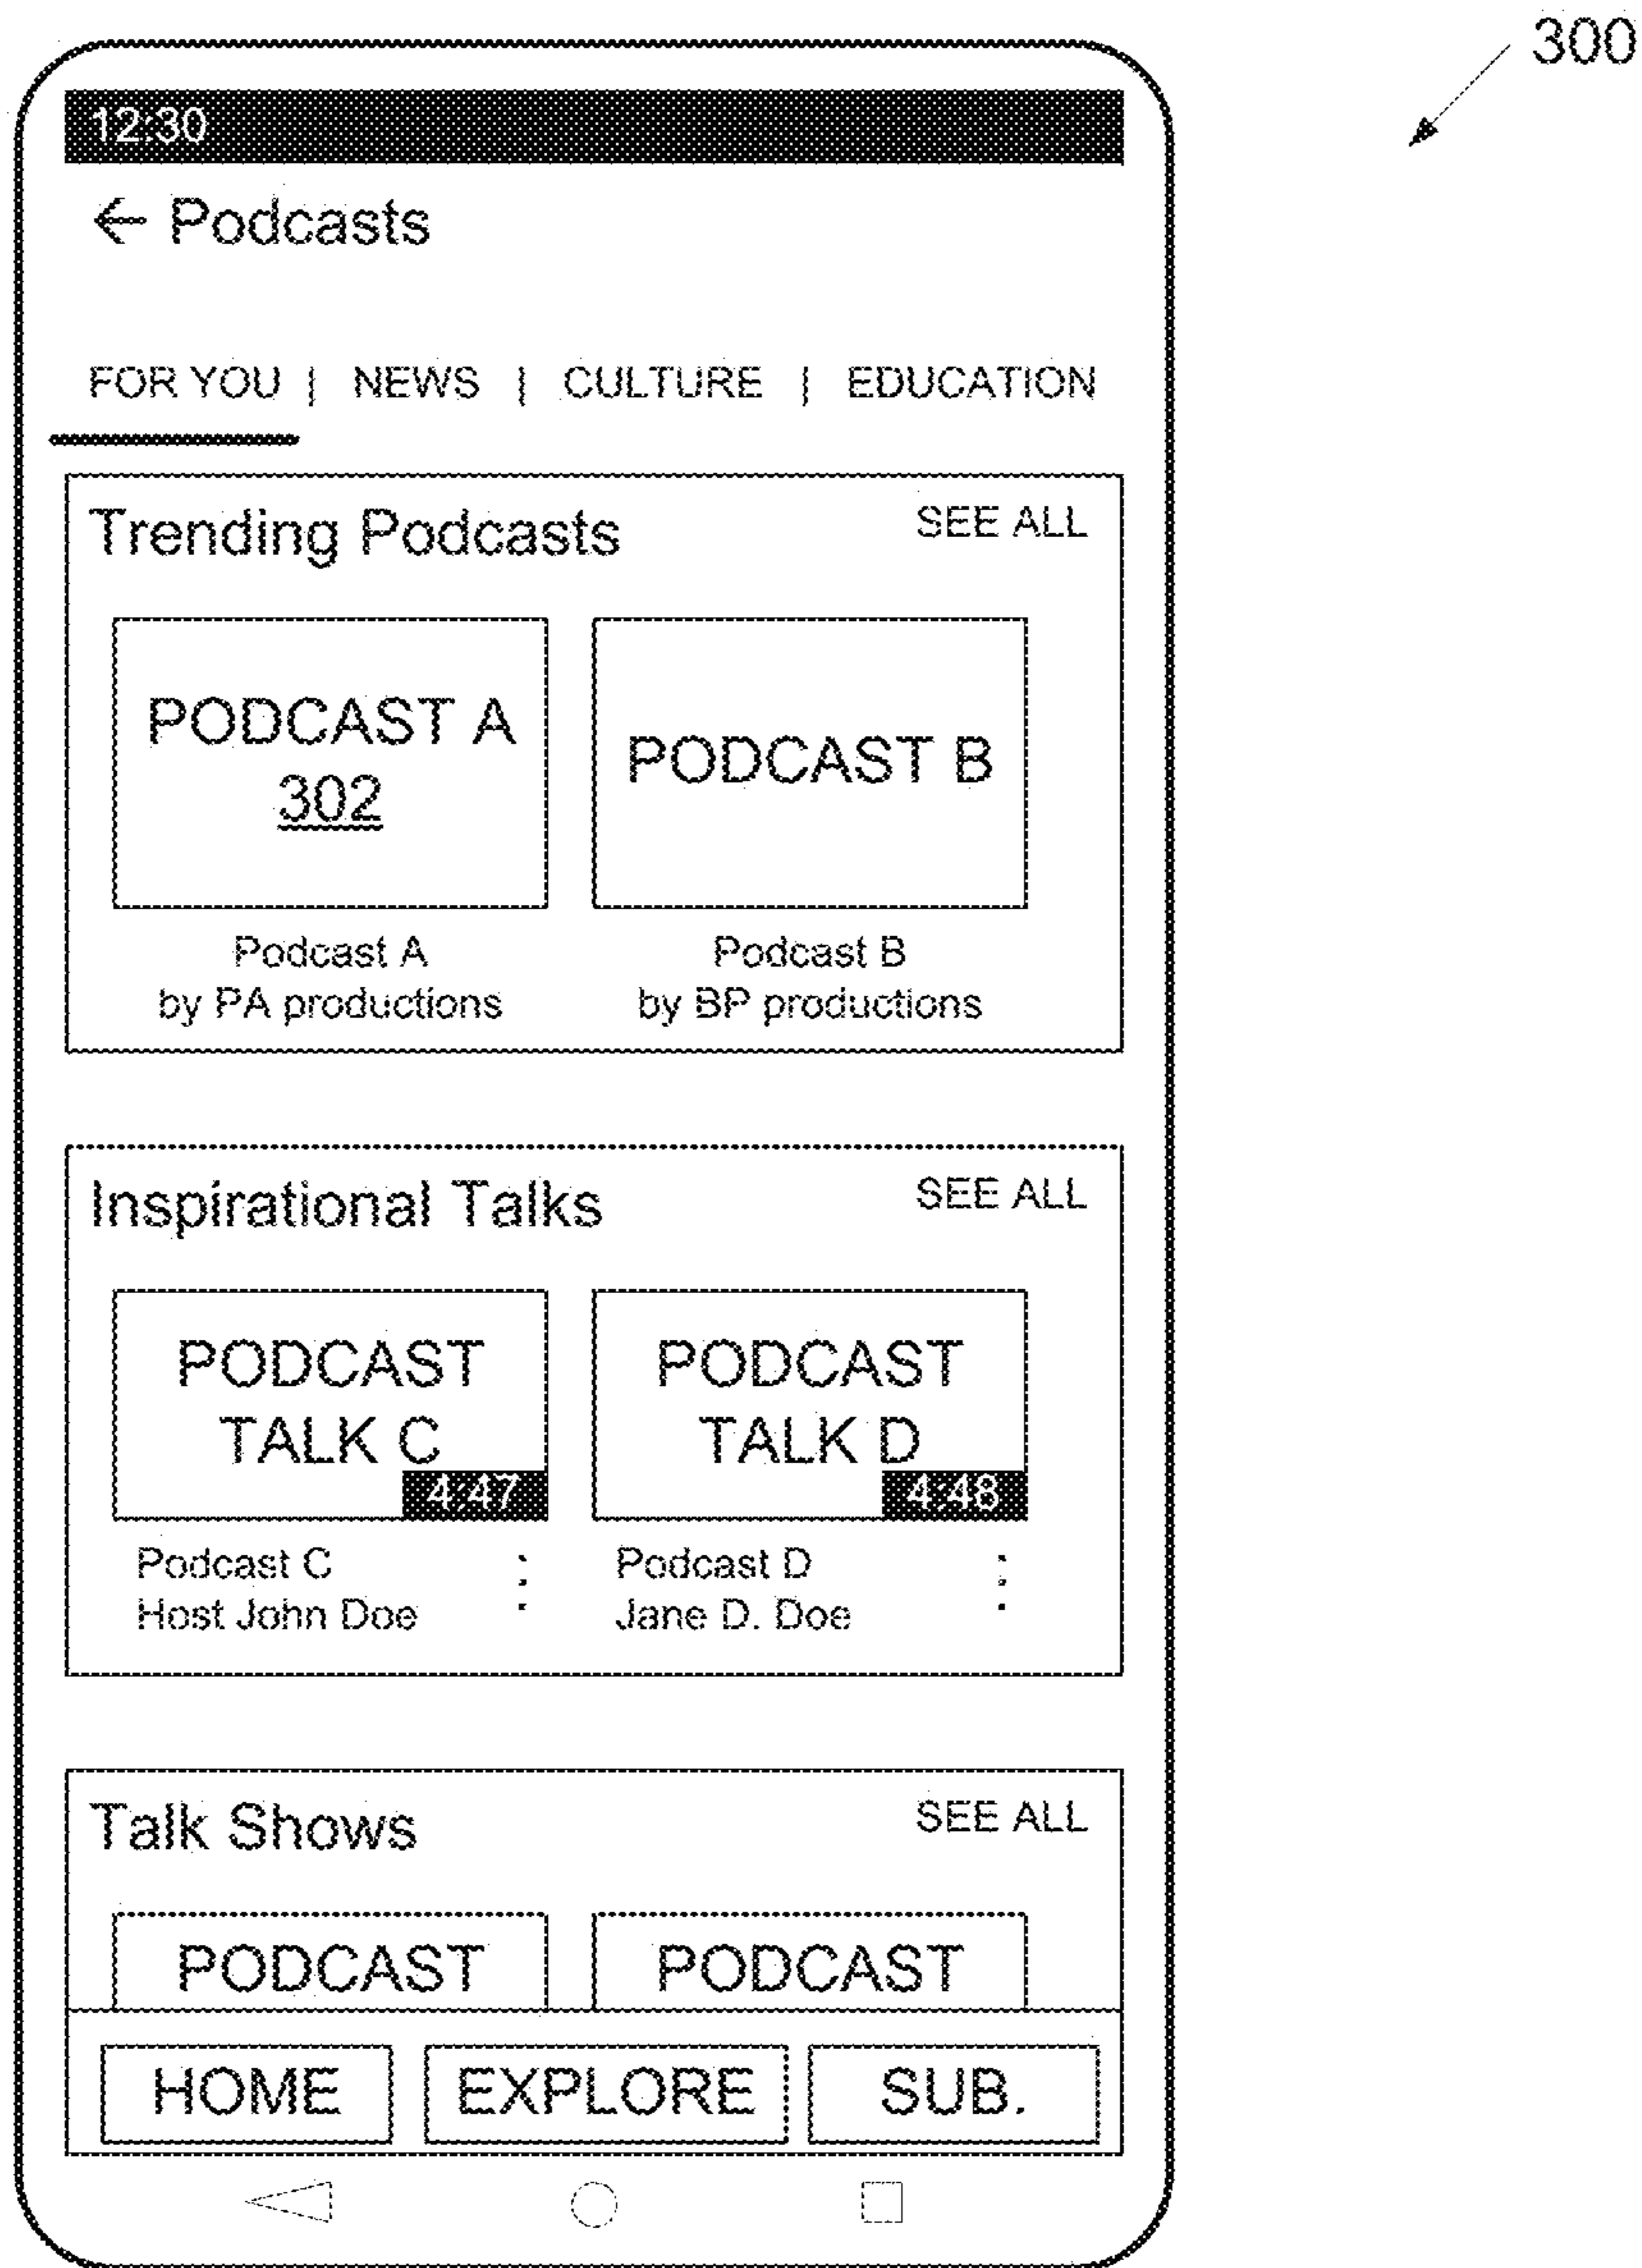 300
12:30
← Podcasts
FOR YOU | NEWS | CULTURE | EDUCATION
Trending Podcasts SEE ALL
PODCAST A
302
PODCAST B
Podcast A
by PA productions
Podcast B
by BP productions
Inspirational Talks SEE ALL
PODCAST
TALK C
4:47
PODCAST
TALK D
4:48
Podcast C
Host John Doe
Podcast D
Jane D. Doe
Talk Shows SEE ALL
PODCAST PODCAST
HOME EXPLORE SUB.